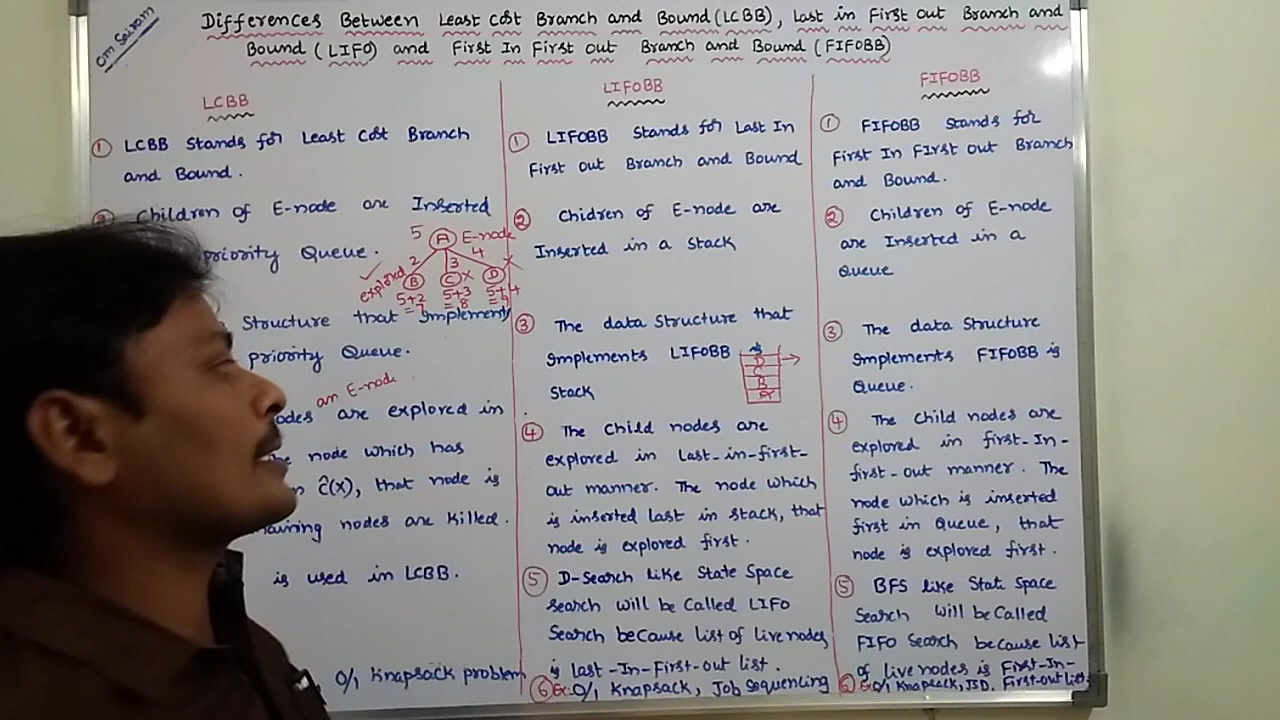 Om Sairam
Differences Between Least Cost Branch and Bound (LCBB), Last in First out Branch and
Bound (LIFO) and First In First out Branch and Bound (FIFOBB)
LCBB
① LCBB Stands for Least Cost Branch
and Bound.
② Children of E-node are Inserted
priority Queue.
5 A E-node
2 3 4
explored ✓ B C x D x
5+2 5+3 5+4
=7 =8 =9
Structure that Implements
priority Queue.
an E-node
nodes are explored in
node which has
ĉ(x), that node is
nodes are killed.
is used in LCBB.
0/1 Knapsack problem
LIFOBB
① LIFOBB Stands for Last In
First out Branch and Bound
② Chidren of E-node are
Inserted in a Stack
③ The data Structure that
Implements LIFOBB is
Stack
D
C
B
A
④ The Child nodes are
explored in Last-in-first-
out manner. The node which
is inserted last in Stack, that
node is explored first.
⑤ D-Search Like State Space
Search will be Called LIFO
Search because list of live nodes
is last-In-First-out list.
⑥ Ex: 0/1 Knapsack, Job Sequencing
FIFOBB
① FIFOBB Stands for
First In First out Branch
and Bound.
② Children of E-node
are Inserted in a
Queue
③ The data Structure
Implements FIFOBB is
Queue.
④ The Child nodes are
explored in first-In-
first-out manner. The
node which is inserted
first in Queue, that
node is explored first.
⑤ BFS like State Space
Search will be Called
FIFO Search because list
of live nodes is First-In-
First-out list.
⑥ Ex: 0/1 Knapsack, JSD.